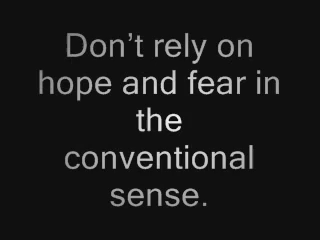 Don’t rely on
hope and fear in
the
conventional
sense.